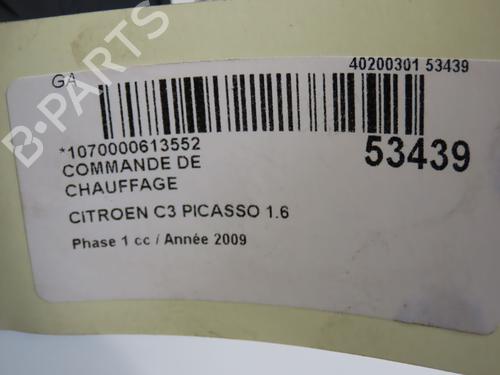 GA
40200301 53439
*1070000613552
53439
COMMANDE DE
CHAUFFAGE
CITROEN C3 PICASSO 1.6
Phase 1 cc / Année 2009
B-PARTS